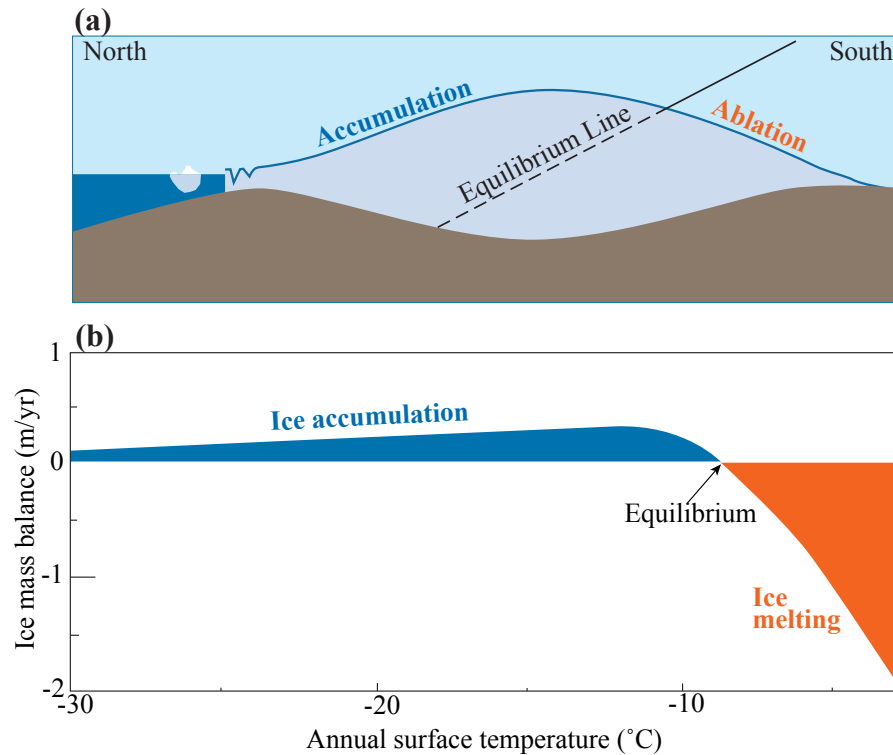 (a)
North
South
Accumulation
Ablation
Equilibrium Line
(b)
Ice mass balance (m/yr)
1
0
-1
-2
Ice accumulation
Equilibrium
Ice
melting
-30
-20
-10
Annual surface temperature (˚C)